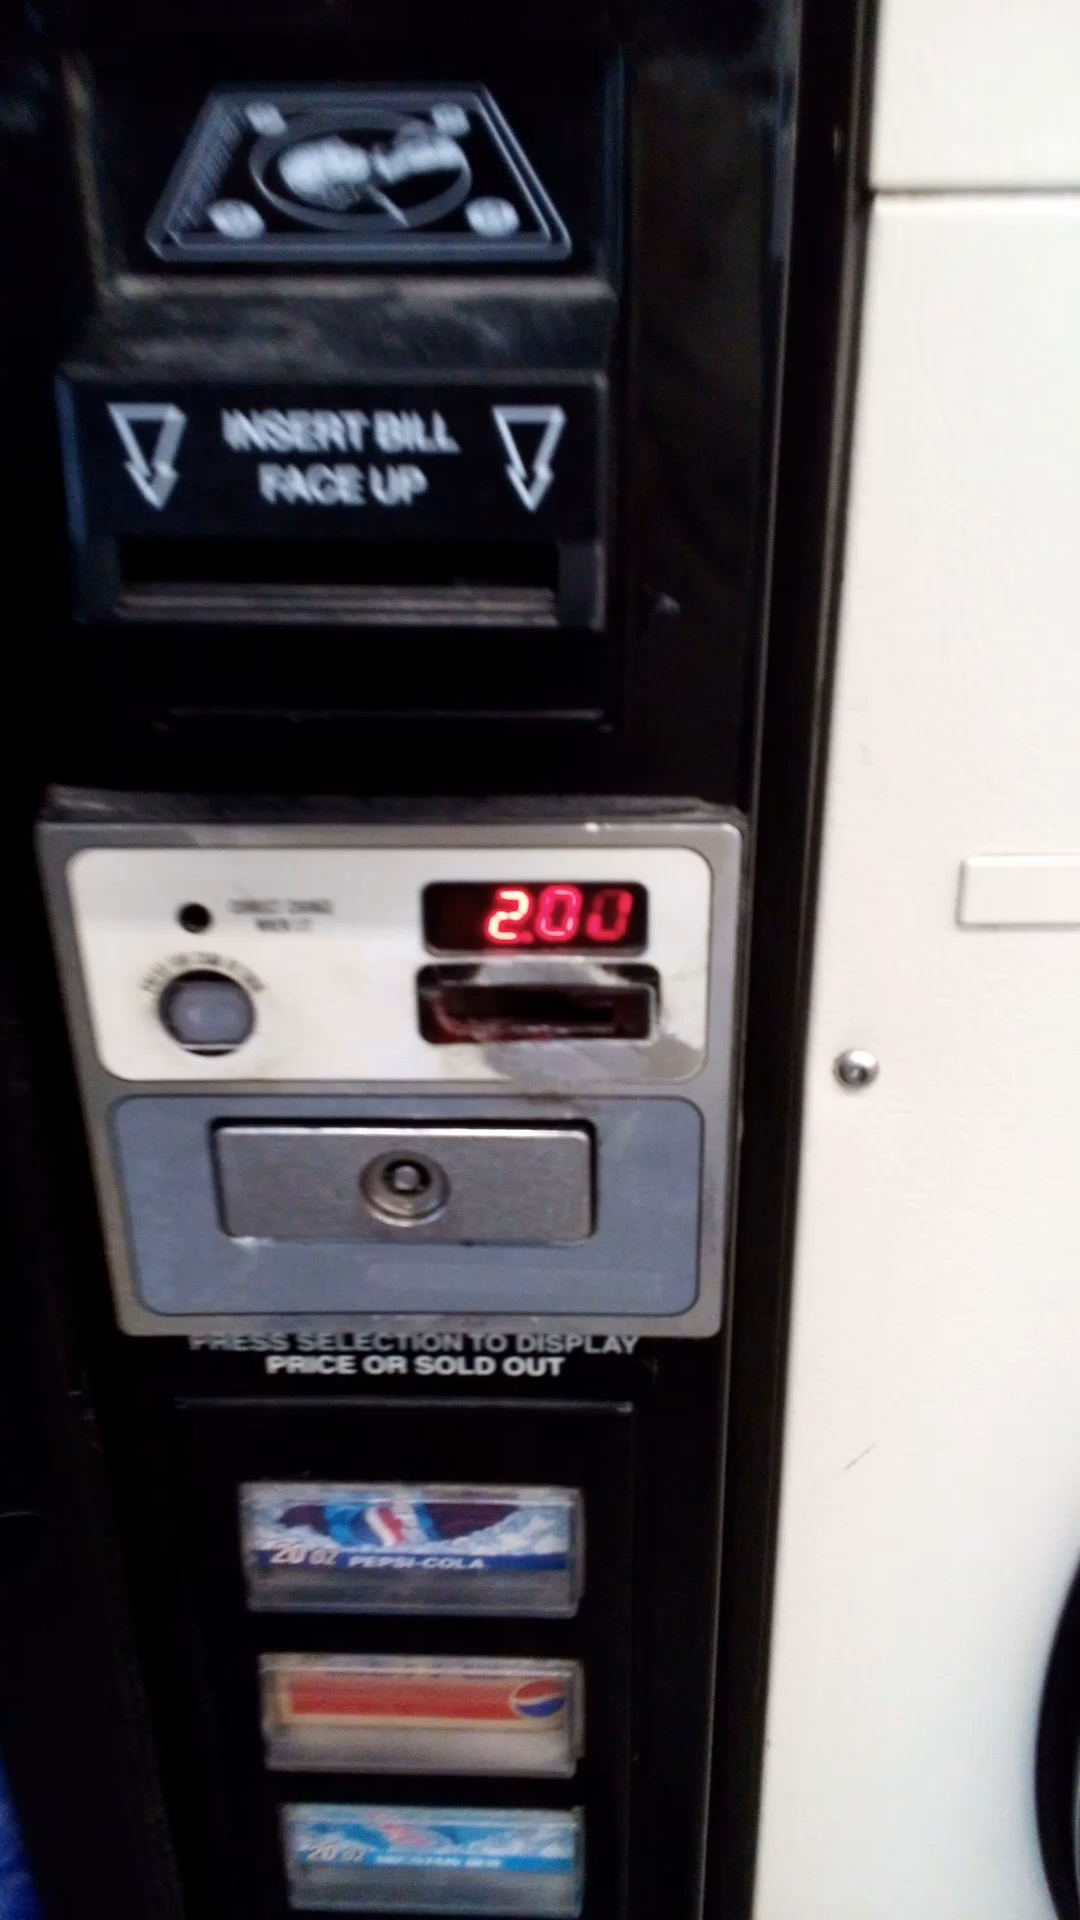 INSERT BILL
FACE UP
2.00
PRESS SELECTION TO DISPLAY
PRICE OR SOLD OUT
20 OZ PEPSI-COLA
20 OZ